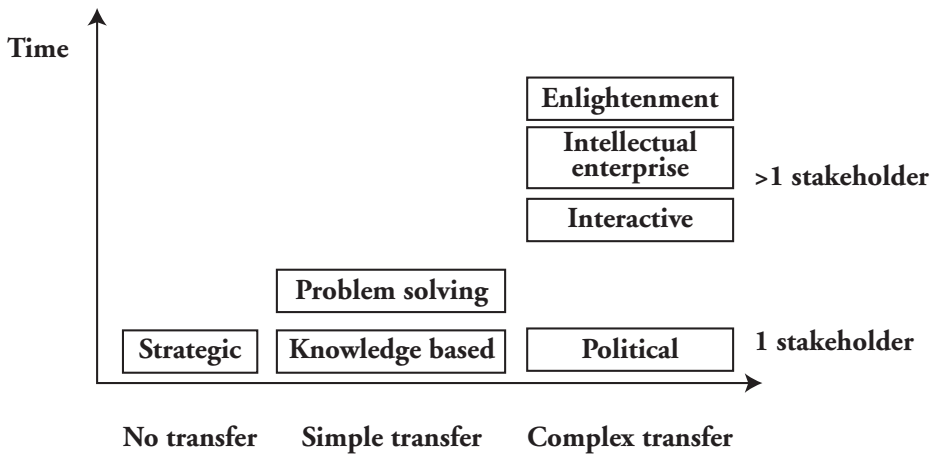 Time
Enlightenment
Intellectual
enterprise
>1 stakeholder
Interactive
Problem solving
Strategic
Knowledge based
Political
1 stakeholder
No transfer
Simple transfer
Complex transfer